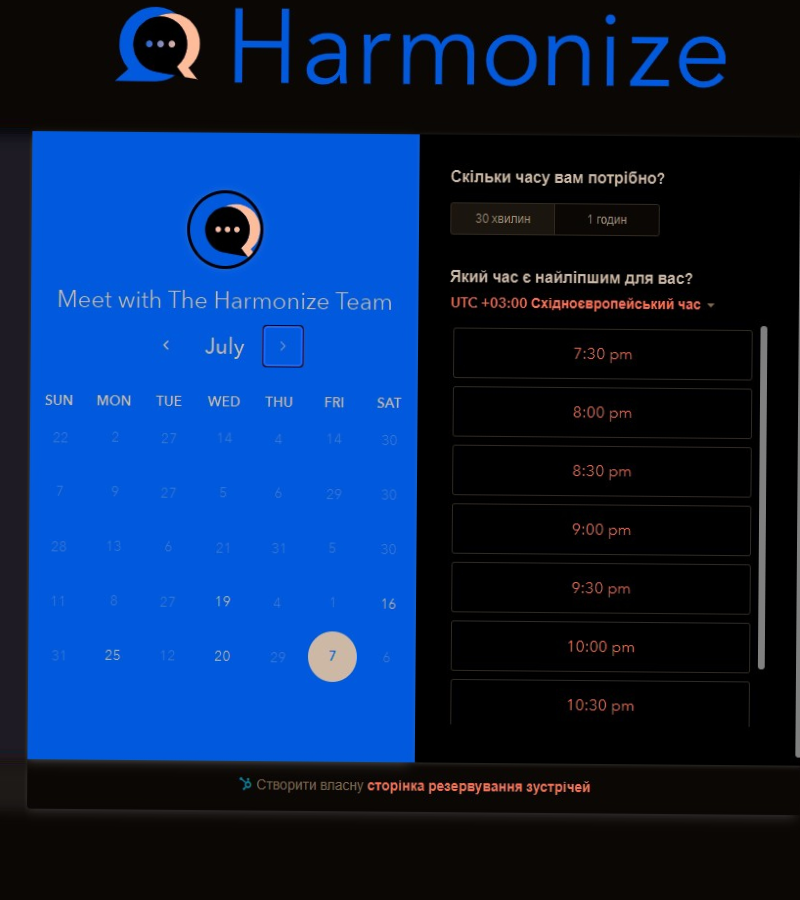 Harmonize
Meet with The Harmonize Team
July
SUN MON TUE WED THU FRI SAT
22 2 27 14 4 14 30
7 9 27 5 6 29 30
28 13 6 21 31 5 30
11 8 27 19 4 1 16
31 25 12 20 29 7 6
Скільки часу вам потрібно?
30 хвилин 1 годин
Який час є найліпшим для вас?
UTC +03:00 Східноєвропейський час
7:30 pm
8:00 pm
8:30 pm
9:00 pm
9:30 pm
10:00 pm
10:30 pm
Створити власну сторінка резервування зустрічей